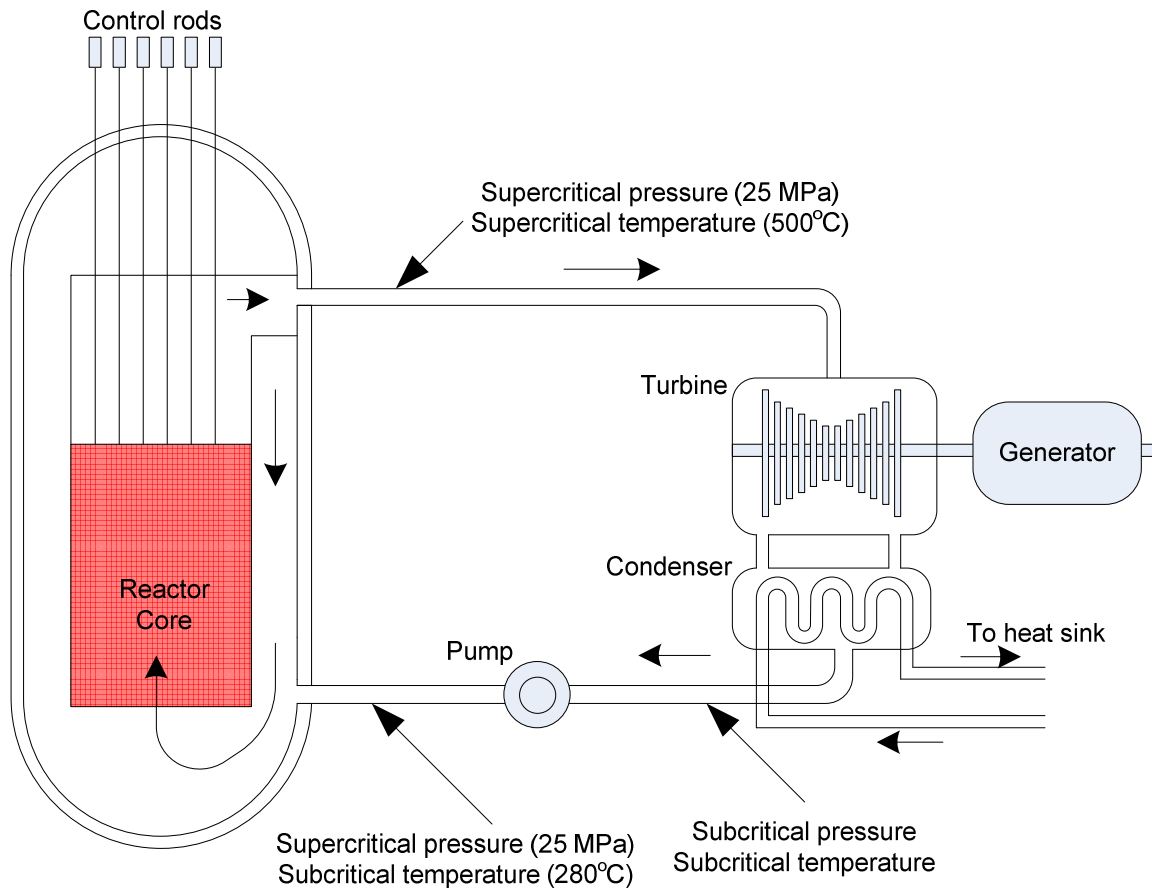 Control rods
Supercritical pressure (25 MPa)
Supercritical temperature (500°C)
Turbine
Generator
Condenser
Reactor
Core
To heat sink
Pump
Supercritical pressure (25 MPa)
Subcritical temperature (280°C)
Subcritical pressure
Subcritical temperature